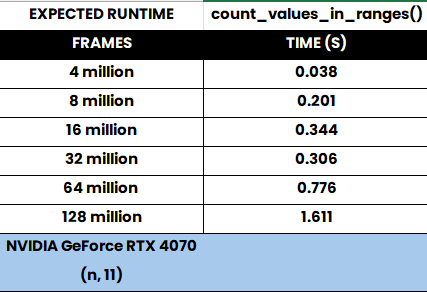 EXPECTED RUNTIME count_values_in_ranges()
FRAMES TIME (S)
4 million 0.038
8 million 0.201
16 million 0.344
32 million 0.306
64 million 0.776
128 million 1.611
NVIDIA GeForce RTX 4070
(n, 11)